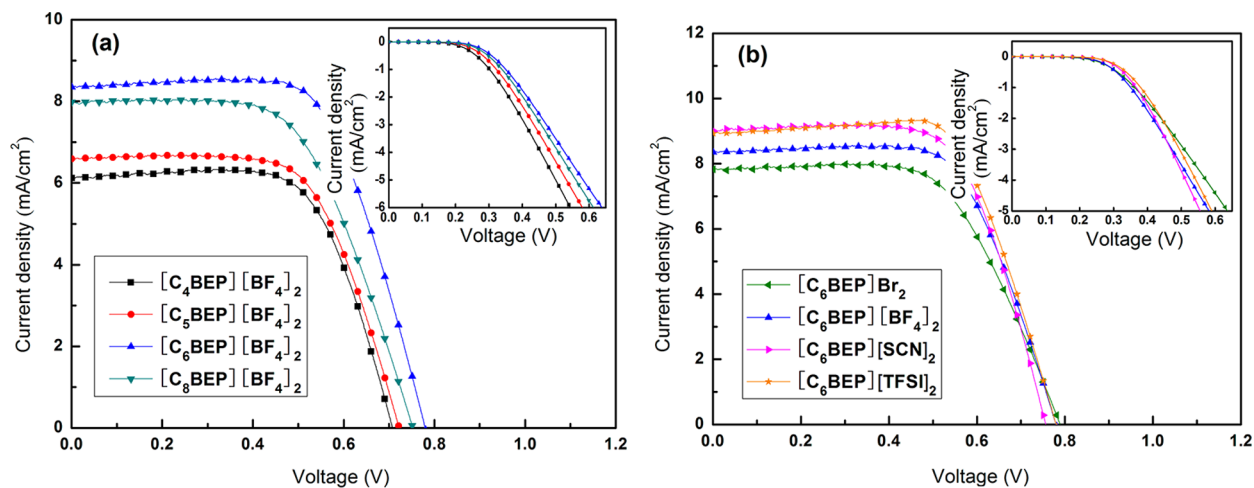 (a)
Current density (mA/cm²)
10
8
6
4
2
0
0.0 0.2 0.4 0.6 0.8 1.0 1.2
Voltage (V)
[C₄BEP][BF₄]₂
[C₅BEP][BF₄]₂
[C₆BEP][BF₄]₂
[C₈BEP][BF₄]₂
Current density
(mA/cm²)
0
-1
-2
-3
-4
-5
-6
0.0 0.1 0.2 0.3 0.4 0.5 0.6
Voltage (V)
(b)
Current density (mA/cm²)
12
10
8
6
4
2
0
0.0 0.2 0.4 0.6 0.8 1.0 1.2
Voltage (V)
[C₆BEP]Br₂
[C₆BEP][BF₄]₂
[C₆BEP][SCN]₂
[C₆BEP][TFSI]₂
Current density
(mA/cm²)
0
-1
-2
-3
-4
-5
0.0 0.1 0.2 0.3 0.4 0.5 0.6
Voltage (V)